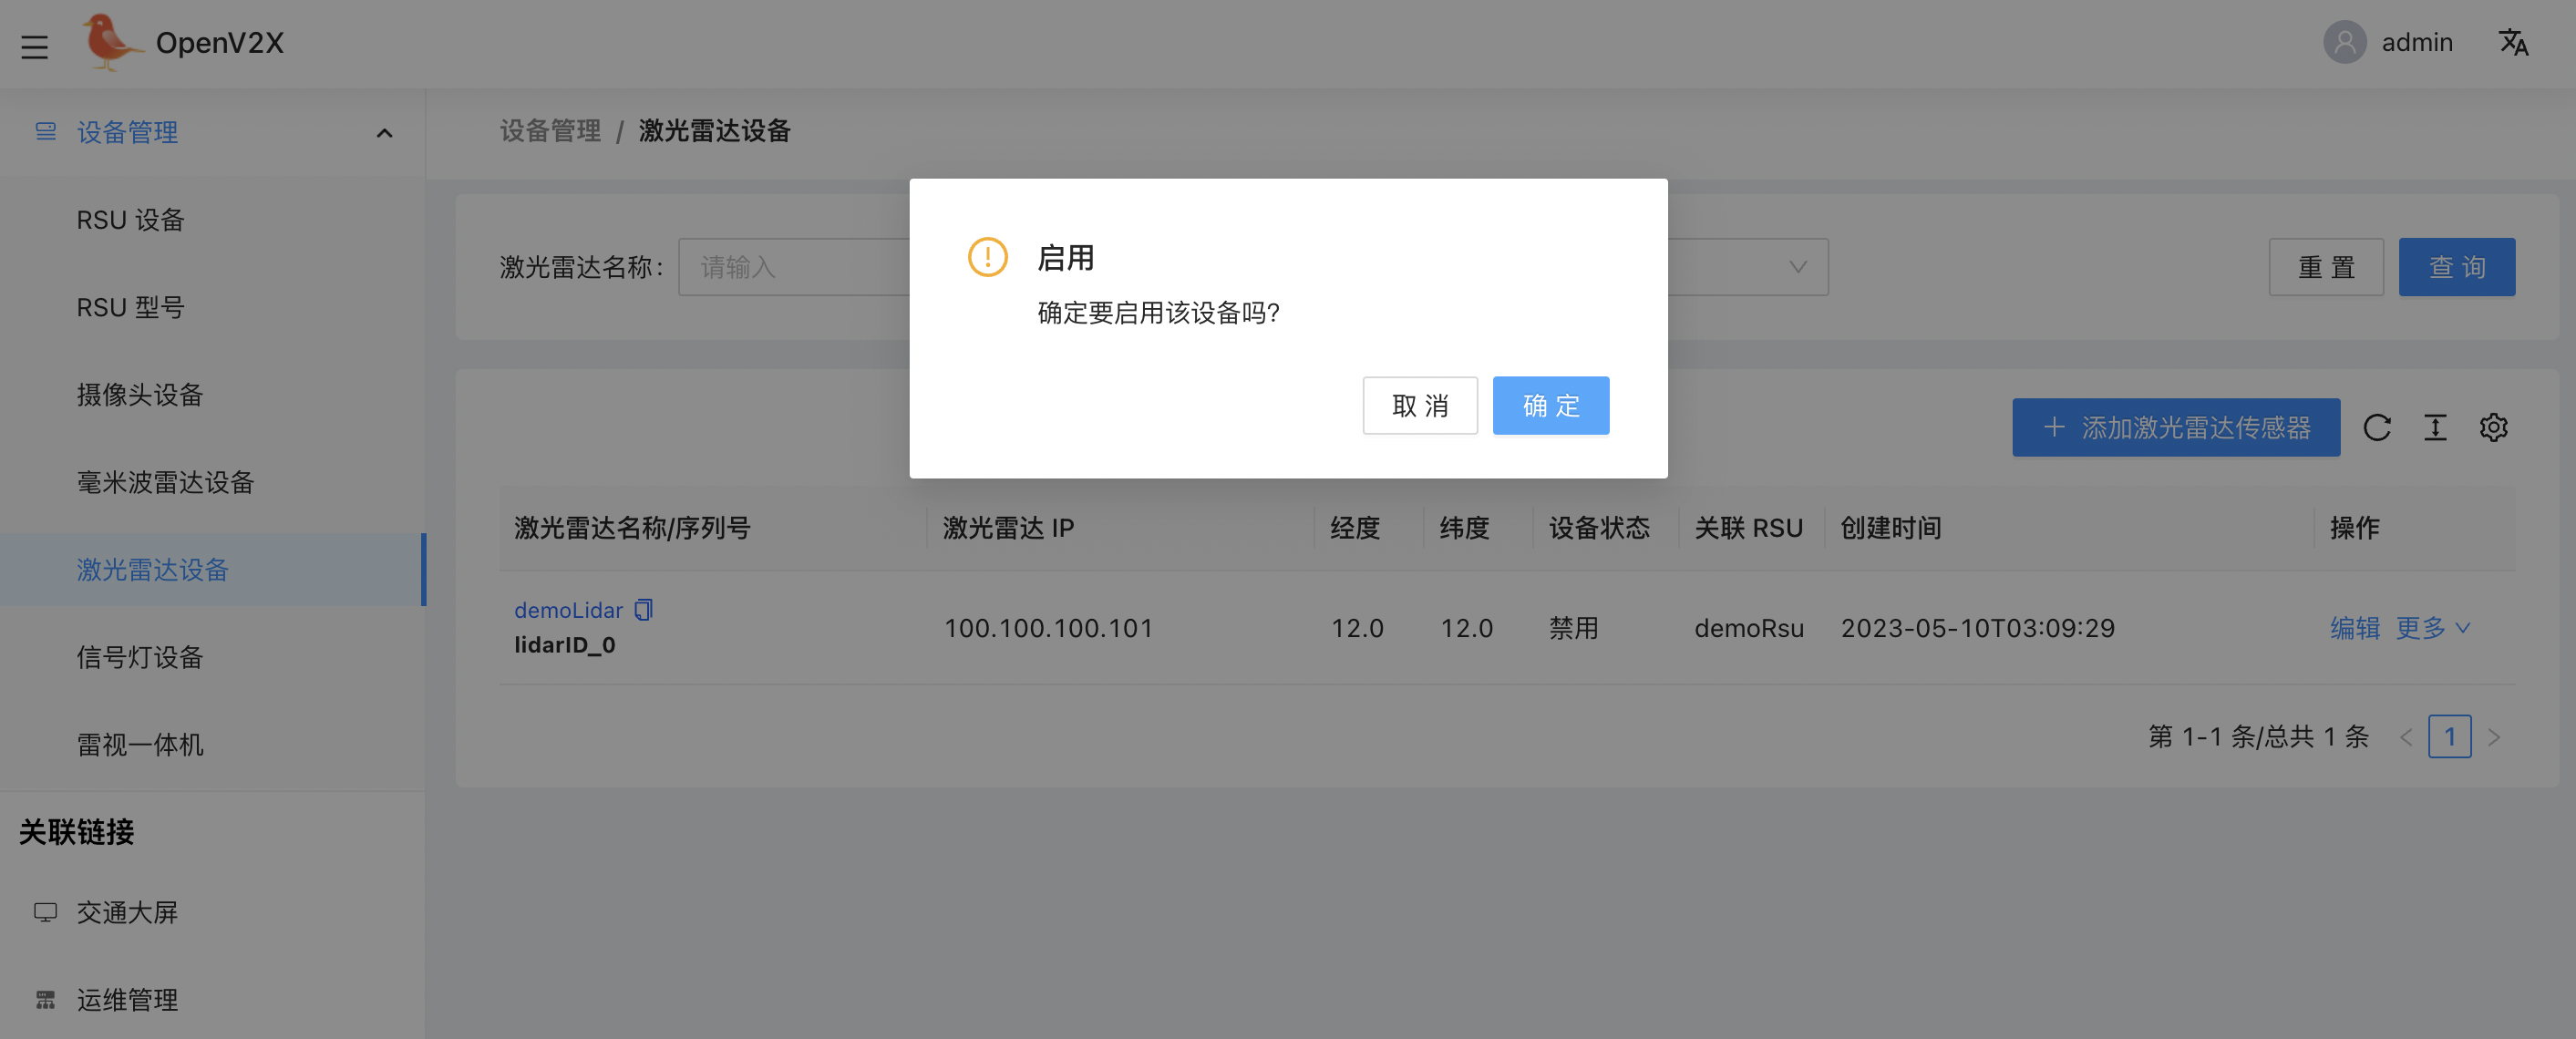 OpenV2X
admin
设备管理
RSU 设备
RSU 型号
摄像头设备
毫米波雷达设备
激光雷达设备
信号灯设备
雷视一体机
关联链接
交通大屏
运维管理
设备管理 / 激光雷达设备
激光雷达名称: 请输入
重 置 查 询
启用
确定要启用该设备吗?
取 消 确 定
添加激光雷达传感器
激光雷达名称/序列号 激光雷达 IP 经度 纬度 设备状态 关联 RSU 创建时间 操作
demoLidar
lidarID_0
100.100.100.101 12.0 12.0 禁用 demoRsu 2023-05-10T03:09:29 编辑 更多
第 1-1 条/总共 1 条 < 1 >